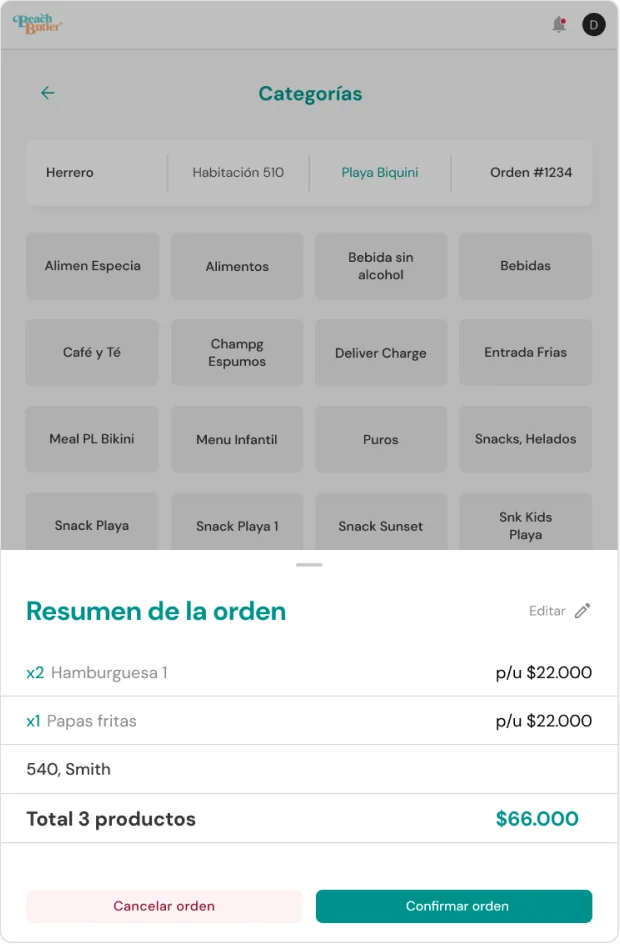 Beach
Butler
D
Categorías
Herrero
Habitación 510
Playa Biquini
Orden #1234
Alimen Especia
Alimentos
Bebida sin
alcohol
Bebidas
Café y Té
Champg
Espumos
Deliver Charge
Entrada Frias
Meal PL Bikini
Menu Infantil
Puros
Snacks, Helados
Snack Playa
Snack Playa 1
Snack Sunset
Snk Kids
Playa
Resumen de la orden
Editar
x2 Hamburguesa 1
p/u $22.000
x1 Papas fritas
p/u $22.000
540, Smith
Total 3 productos
$66.000
Cancelar orden
Confirmar orden